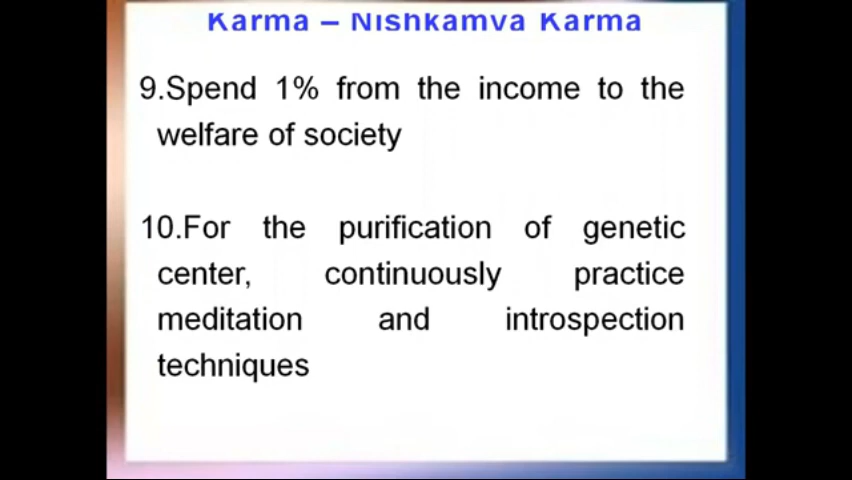 Karma – Nishkamya Karma
9.Spend 1% from the income to the
welfare of society
10.For the purification of genetic
center, continuously practice
meditation and introspection
techniques